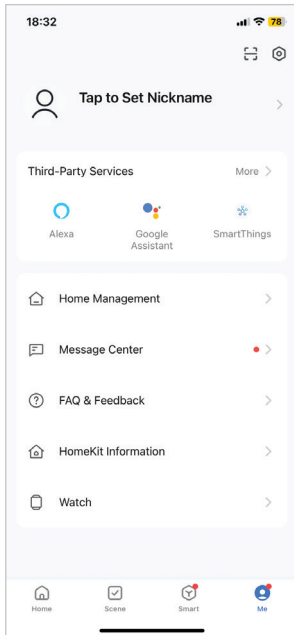 18:32
78
Tap to Set Nickname
Third-Party Services
More
Alexa
Google
Assistant
SmartThings
Home Management
Message Center
FAQ & Feedback
HomeKit Information
Watch
Home
Scene
Smart
Me